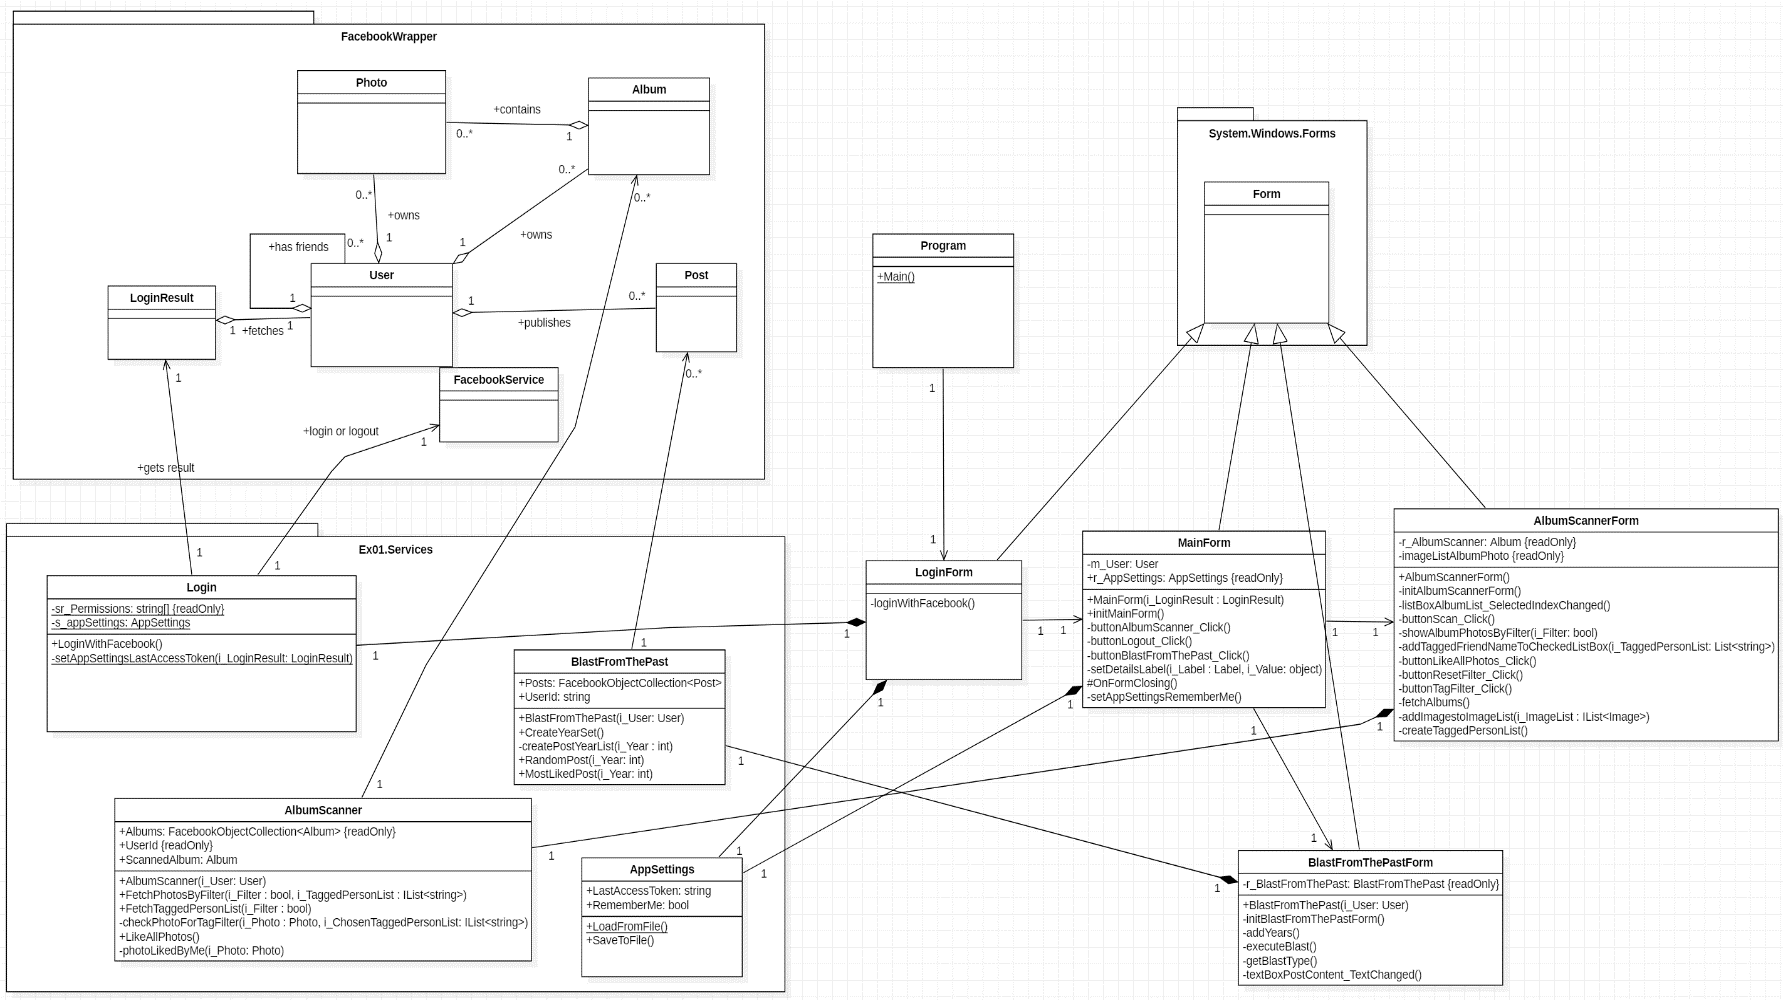 FacebookWrapper
Photo
Album
+contains
0..*
1
0..*
0..*
0..*
+owns
1
1
+owns
+has friends
0..*
User
1
LoginResult
1
+fetches
1
1
0..*
+publishes
Post
0..*
1
FacebookService
+login or logout
1
+gets result
1
1
Ex01.Services
Login
-sr_Permissions: string[] {readOnly}
-s_appSettings: AppSettings
+LoginWithFacebook()
-setAppSettingsLastAccessToken(i_LoginResult: LoginResult)
1
1
BlastFromThePast
+Posts: FacebookObjectCollection<Post>
+UserId: string
+BlastFromThePast(i_User: User)
+CreateYearSet()
-createPostYearList(i_Year : int)
+RandomPost(i_Year: int)
+MostLikedPost(i_Year: int)
1
1
AlbumScanner
+Albums: FacebookObjectCollection<Album> {readOnly}
+UserId {readOnly}
+ScannedAlbum: Album
+AlbumScanner(i_User: User)
+FetchPhotosByFilter(i_Filter : bool, i_TaggedPersonList : IList<string>)
+FetchTaggedPersonList(i_Filter : bool)
-checkPhotoForTagFilter(i_Photo : Photo, i_ChosenTaggedPersonList: IList<string>)
+LikeAllPhotos()
-photoLikedByMe(i_Photo: Photo)
1
1
1
AppSettings
+LastAccessToken: string
+RememberMe: bool
+LoadFromFile()
+SaveToFile()
Program
+Main()
1
1
LoginForm
-loginWithFacebook()
1
1
1
1
System.Windows.Forms
Form
MainForm
-m_User: User
+r_AppSettings: AppSettings {readOnly}
+MainForm(i_LoginResult : LoginResult)
+initMainForm()
-buttonAlbumScanner_Click()
-buttonLogout_Click()
-buttonBlastFromThePast_Click()
-setDetailsLabel(i_Label : Label, i_Value: object)
#OnFormClosing()
-setAppSettingsRememberMe()
1
1
1
1
AlbumScannerForm
-r_AlbumScanner: Album {readOnly}
-imageListAlbumPhoto {readOnly}
+AlbumScannerForm()
-initAlbumScannerForm()
-listBoxAlbumList_SelectedIndexChanged()
-buttonScan_Click()
-showAlbumPhotosByFilter(i_Filter: bool)
-addTaggedFriendNameToCheckedListBox(i_TaggedPersonList: List<string>)
-buttonLikeAllPhotos_Click()
-buttonResetFilter_Click()
-buttonTagFilter_Click()
-fetchAlbums()
-addImagestoImageList(i_ImageList : IList<Image>)
-createTaggedPersonList()
1
1
1
BlastFromThePastForm
-r_BlastFromThePast: BlastFromThePast {readOnly}
+BlastFromThePast(i_User: User)
-initBlastFromThePastForm()
-addYears()
-executeBlast()
-getBlastType()
-textBoxPostContent_TextChanged()